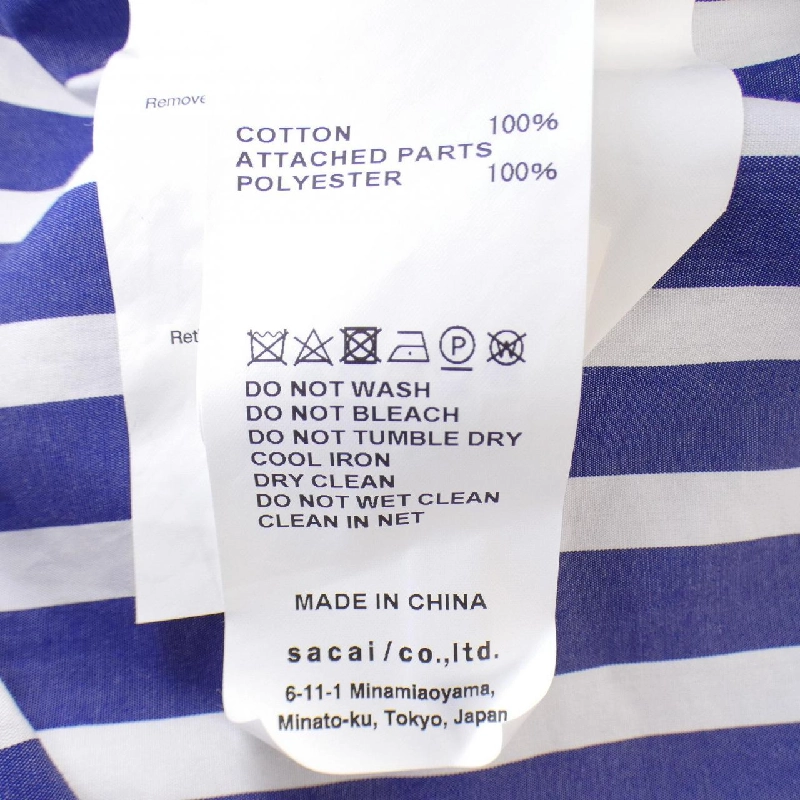 Remove
COTTON 100%
ATTACHED PARTS
POLYESTER 100%
P W
DO NOT WASH
DO NOT BLEACH
DO NOT TUMBLE DRY
COOL IRON
DRY CLEAN
DO NOT WET CLEAN
CLEAN IN NET
MADE IN CHINA
sacai/co.,ltd.
6-11-1 Minamiaoyama,
Minato-ku, Tokyo, Japan